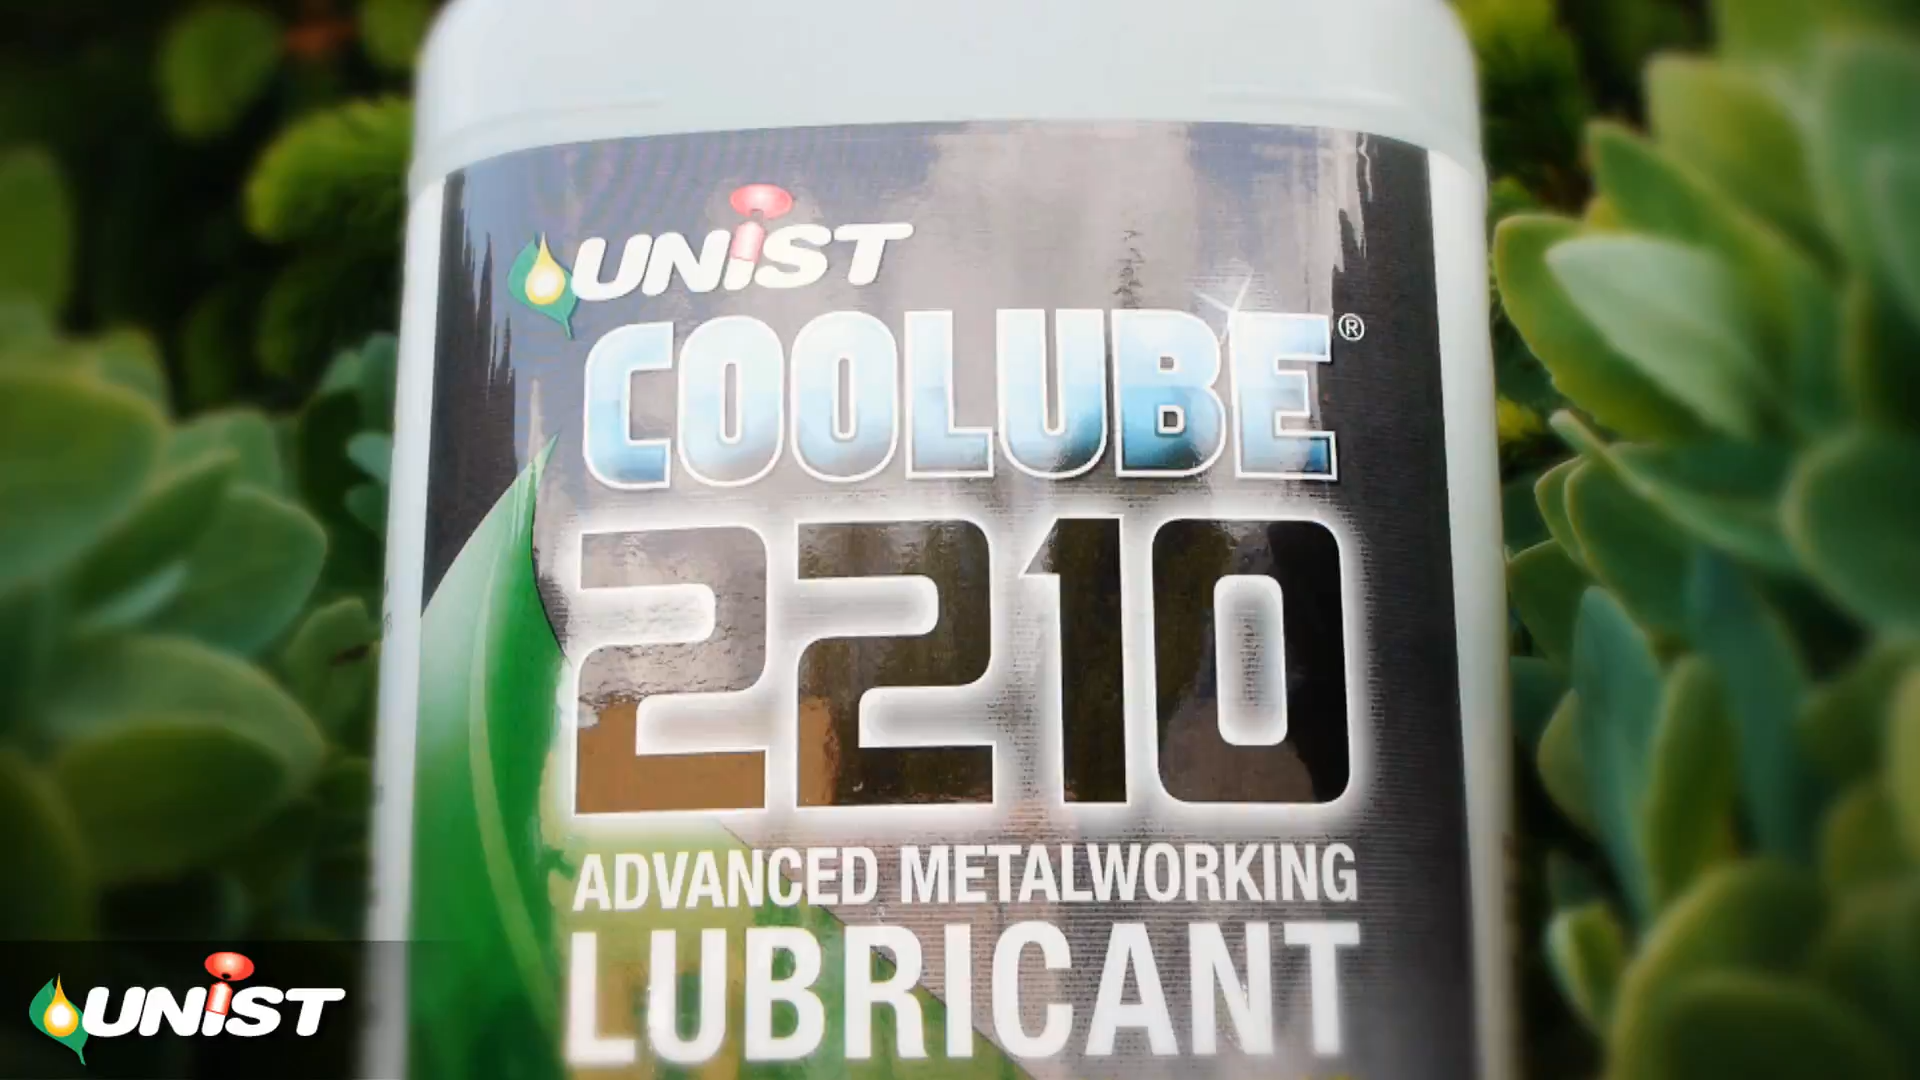 UNIST
COOLUBE®
2210
ADVANCED METALWORKING
LUBRICANT
UNIST